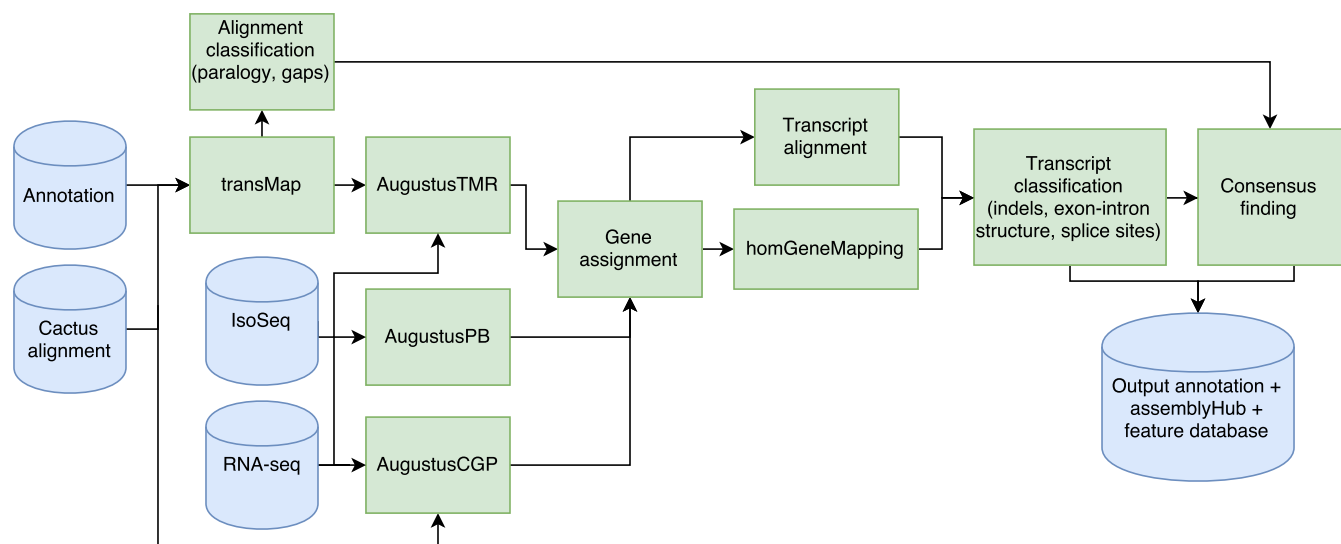 Alignment
classification
(paralogy, gaps)
Annotation
transMap
AugustusTMR
Transcript
alignment
Transcript
classification
(indels, exon-intron
structure, splice sites)
Consensus
finding
Gene
assignment
homGeneMapping
Cactus
alignment
IsoSeq
AugustusPB
RNA-seq
AugustusCGP
Output annotation +
assemblyHub +
feature database